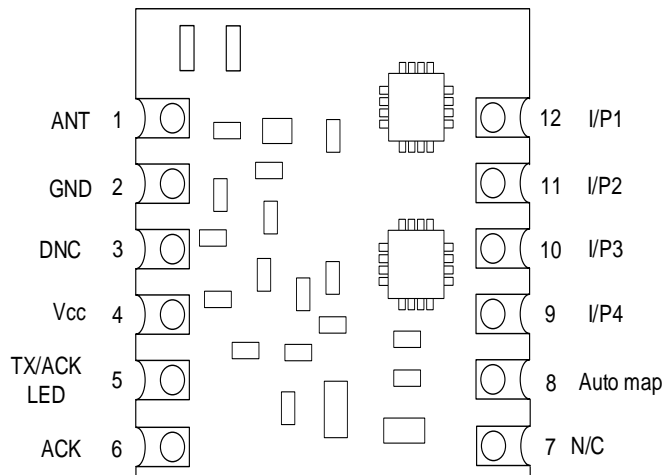 ANT 1
GND 2
DNC 3
Vcc 4
TX/ACK
LED 5
ACK 6
12 I/P1
11 I/P2
10 I/P3
9 I/P4
8 Auto map
7 N/C